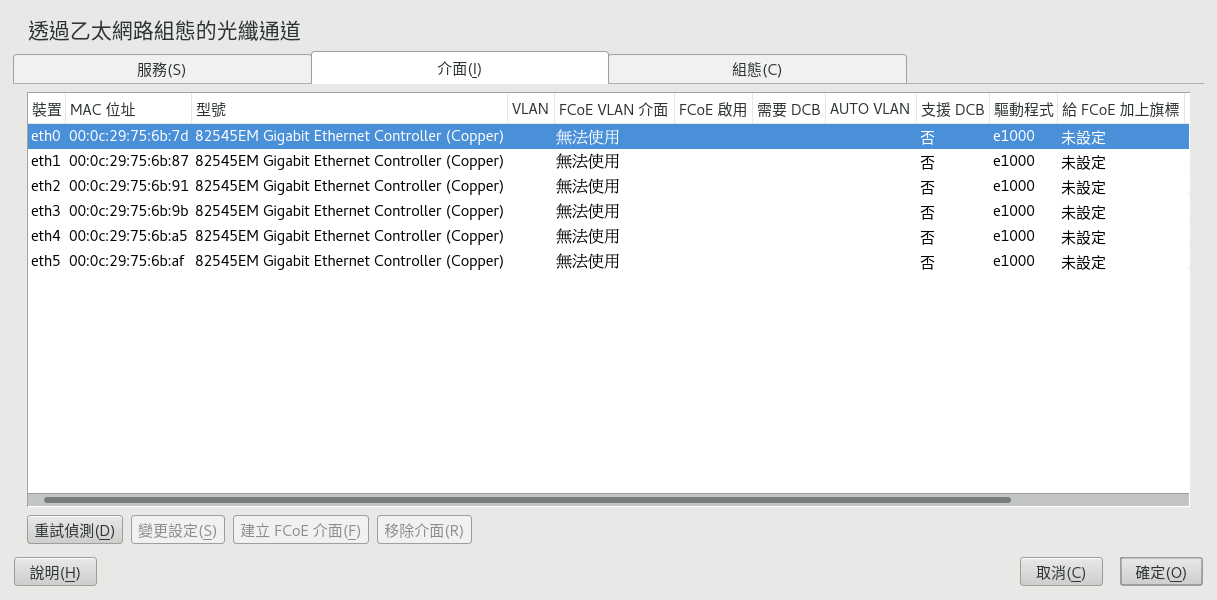 透過乙太網路組態的光纖通道
服務(S) 介面(I) 組態(C)
裝置 MAC 位址 型號 VLAN FCoE VLAN 介面 FCoE 啟用 需要 DCB AUTO VLAN 支援 DCB 驅動程式 給 FCoE 加上旗標
eth0 00:0c:29:75:6b:7d 82545EM Gigabit Ethernet Controller (Copper) 無法使用 否 e1000 未設定
eth1 00:0c:29:75:6b:87 82545EM Gigabit Ethernet Controller (Copper) 無法使用 否 e1000 未設定
eth2 00:0c:29:75:6b:91 82545EM Gigabit Ethernet Controller (Copper) 無法使用 否 e1000 未設定
eth3 00:0c:29:75:6b:9b 82545EM Gigabit Ethernet Controller (Copper) 無法使用 否 e1000 未設定
eth4 00:0c:29:75:6b:a5 82545EM Gigabit Ethernet Controller (Copper) 無法使用 否 e1000 未設定
eth5 00:0c:29:75:6b:af 82545EM Gigabit Ethernet Controller (Copper) 無法使用 否 e1000 未設定
重試偵測(D) 變更設定(S) 建立 FCoE 介面(F) 移除介面(R)
說明(H) 取消(C) 確定(O)